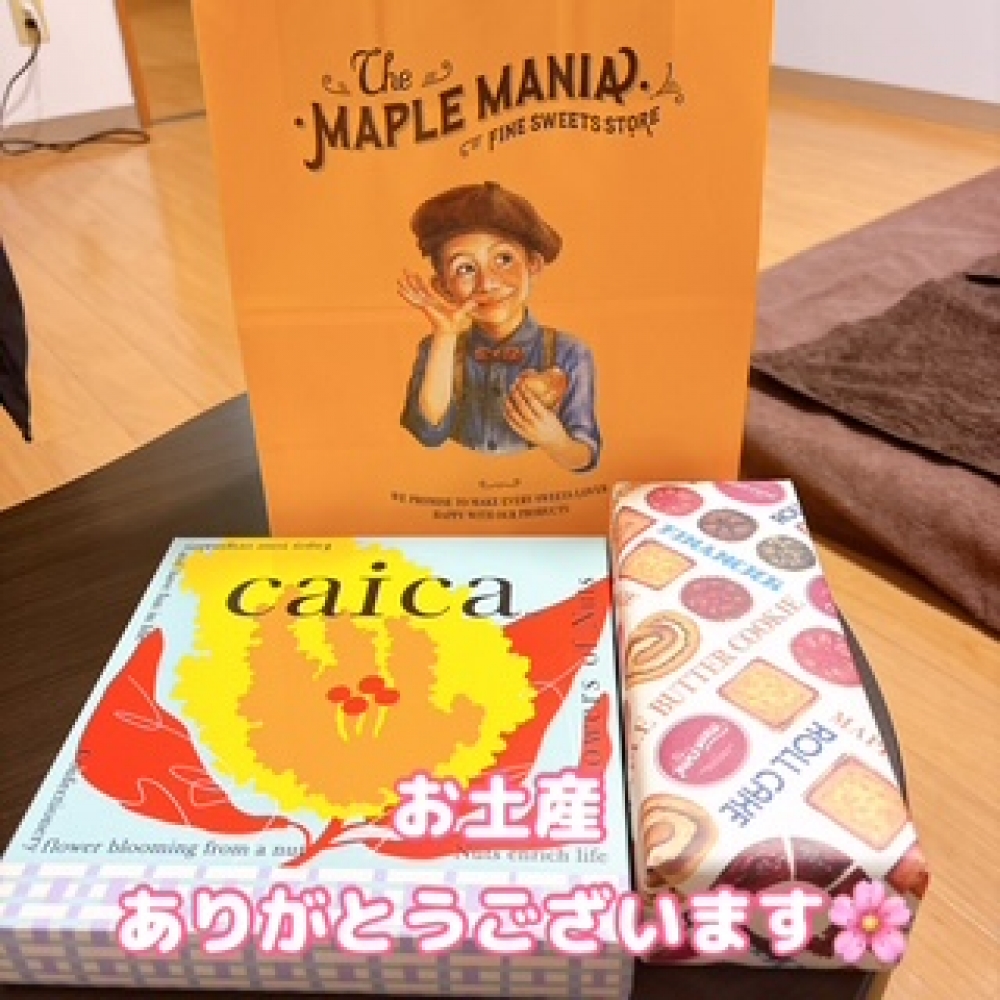 The
MAPLE MANIA
FINE SWEETS STORE
WE PROMISE TO MAKE EVERY SWEETS LOVER
HAPPY WITH OUR PRODUCTS
caica
flower blooming from a nut
Nuts enrich life
FINANCIER
BUTTER COOKIE
ROLL CAKE
お土産
ありがとうございます